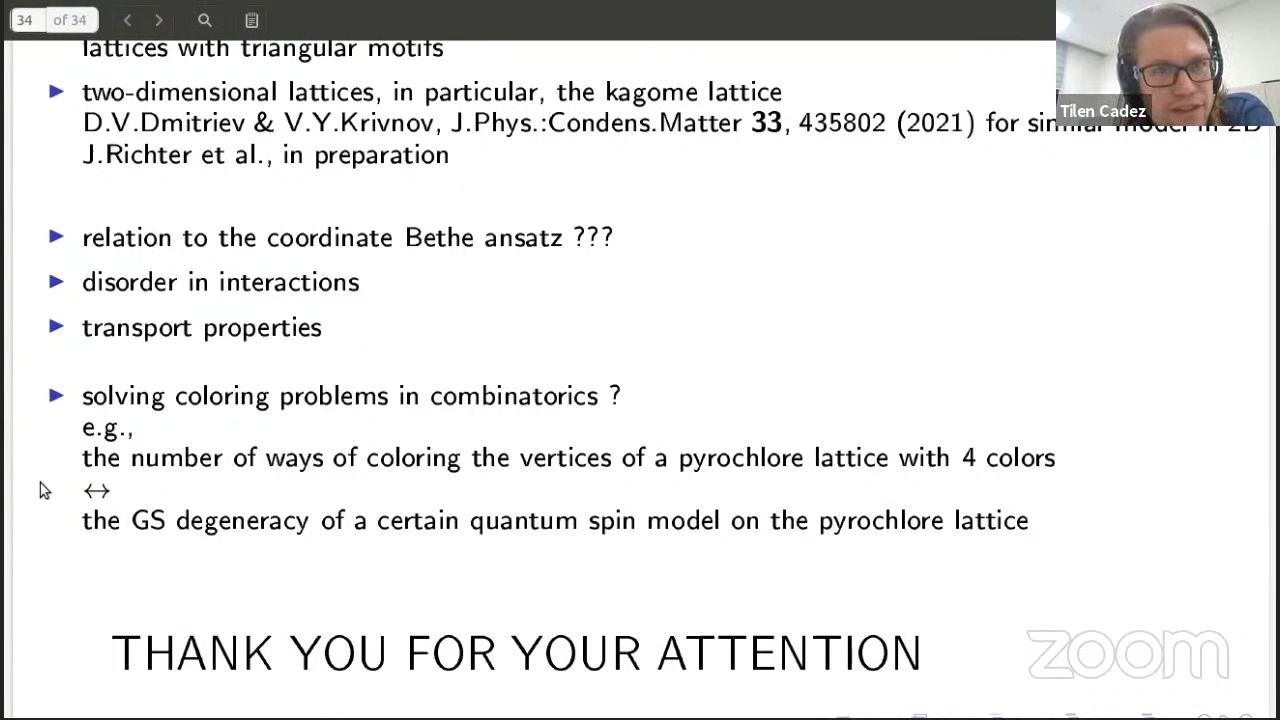 34 of 34
lattices with triangular motifs
Tilen Cadez
▶ two-dimensional lattices, in particular, the kagome lattice
D.V.Dmitriev & V.Y.Krivnov, J.Phys.:Condens.Matter 33, 435802 (2021) for similar model in 2D
J.Richter et al., in preparation
▶ relation to the coordinate Bethe ansatz ???
▶ disorder in interactions
▶ transport properties
▶ solving coloring problems in combinatorics ?
e.g.,
the number of ways of coloring the vertices of a pyrochlore lattice with 4 colors
↔
the GS degeneracy of a certain quantum spin model on the pyrochlore lattice
THANK YOU FOR YOUR ATTENTION
zoom